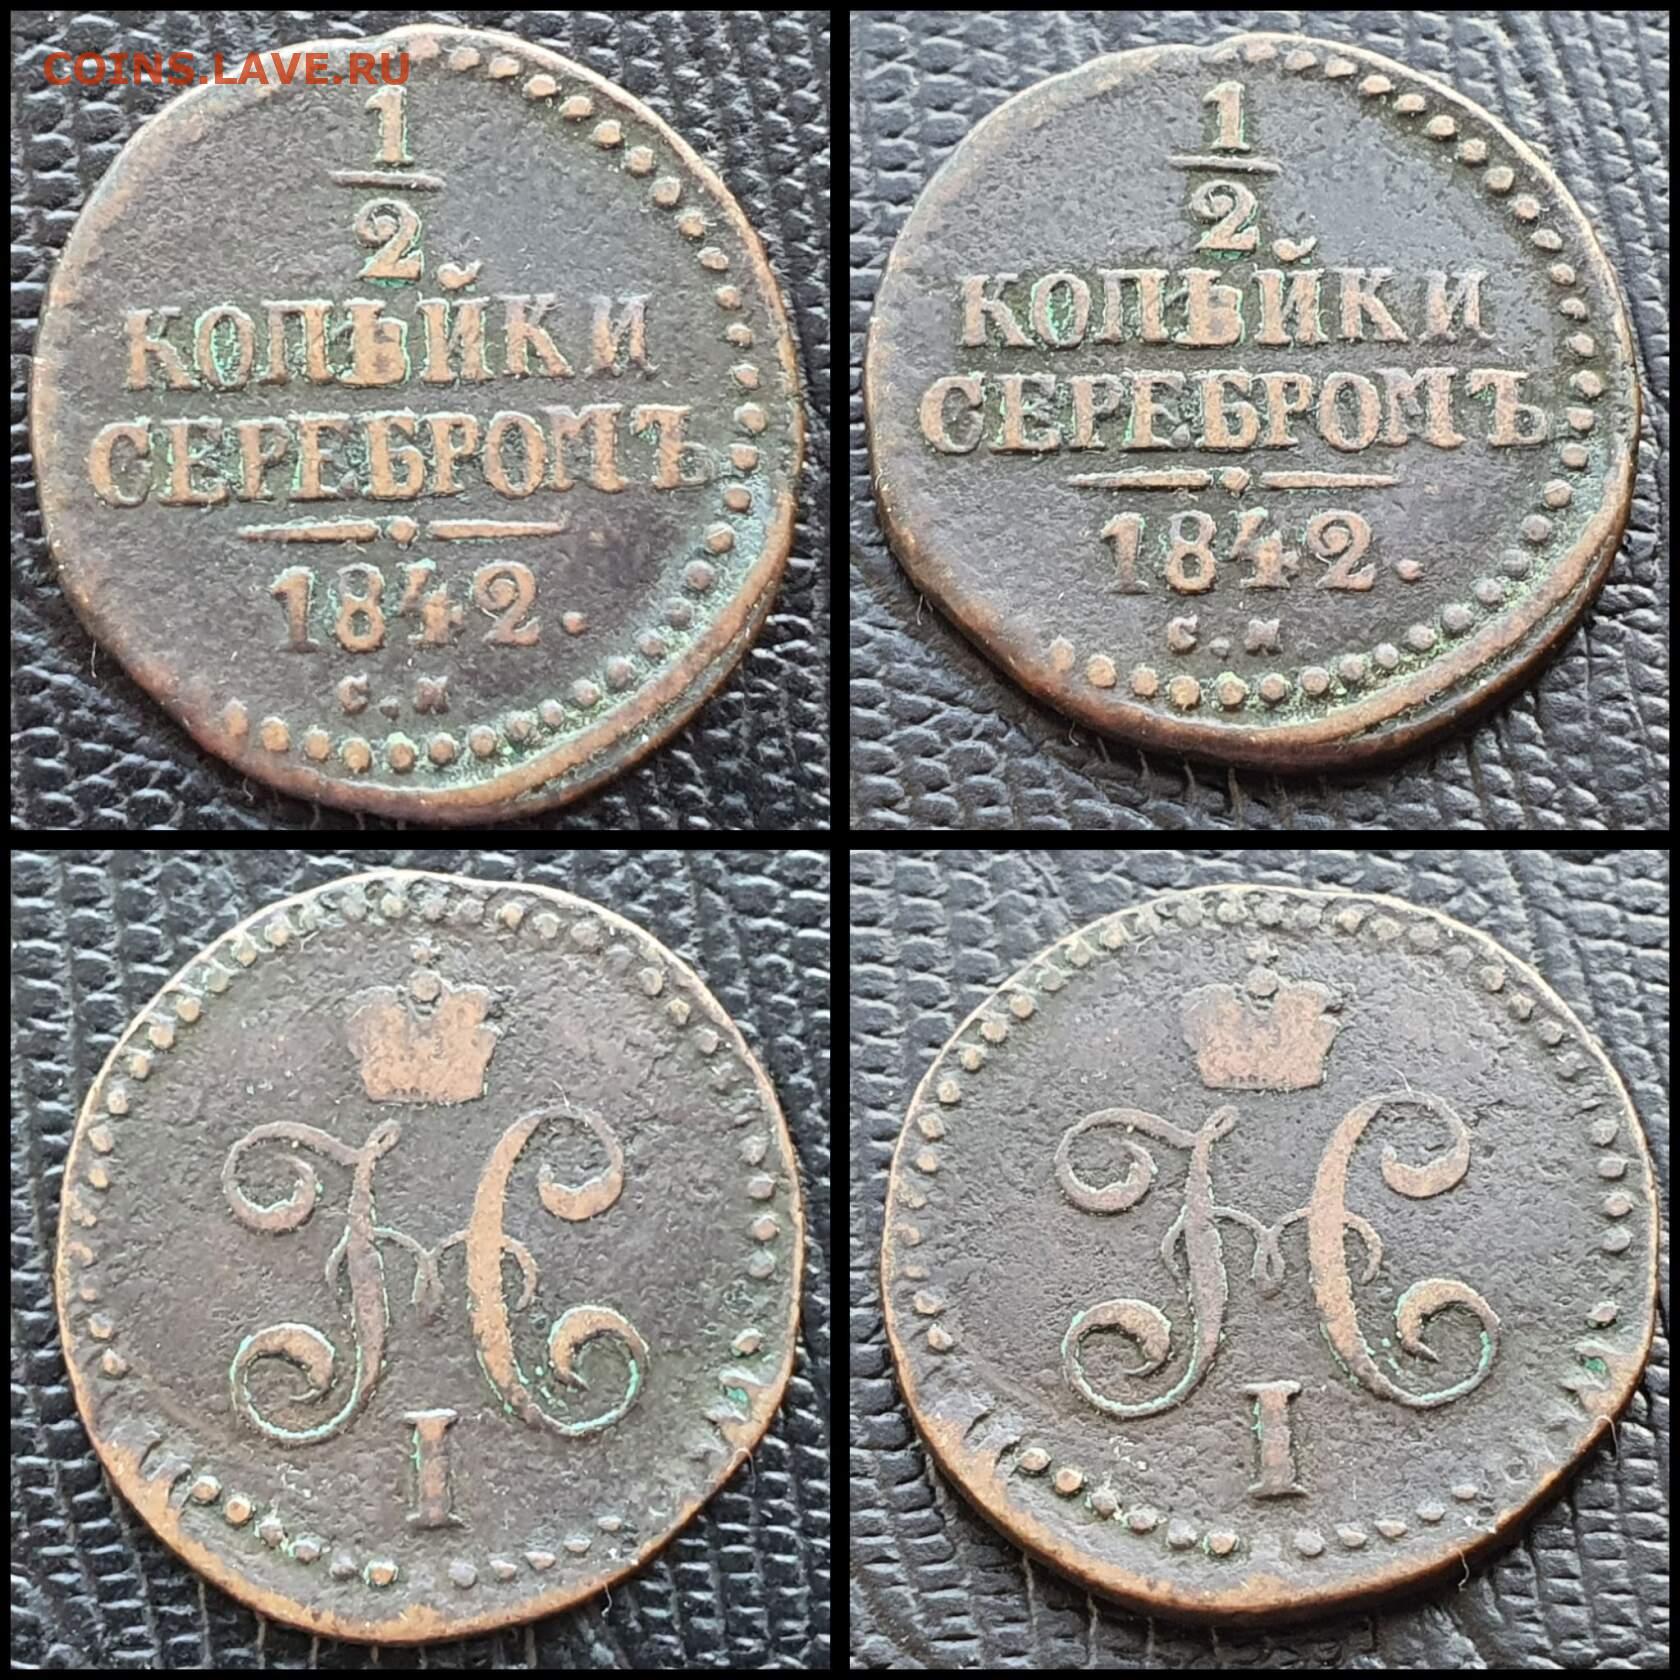 COINS.LAVE.RU
1
2
КОПѢЙКИ
СЕРЕБРОМЪ
1842.
С.М
1
2
КОПѢЙКИ
СЕРЕБРОМЪ
1842.
С.М
Н
I
Н
I